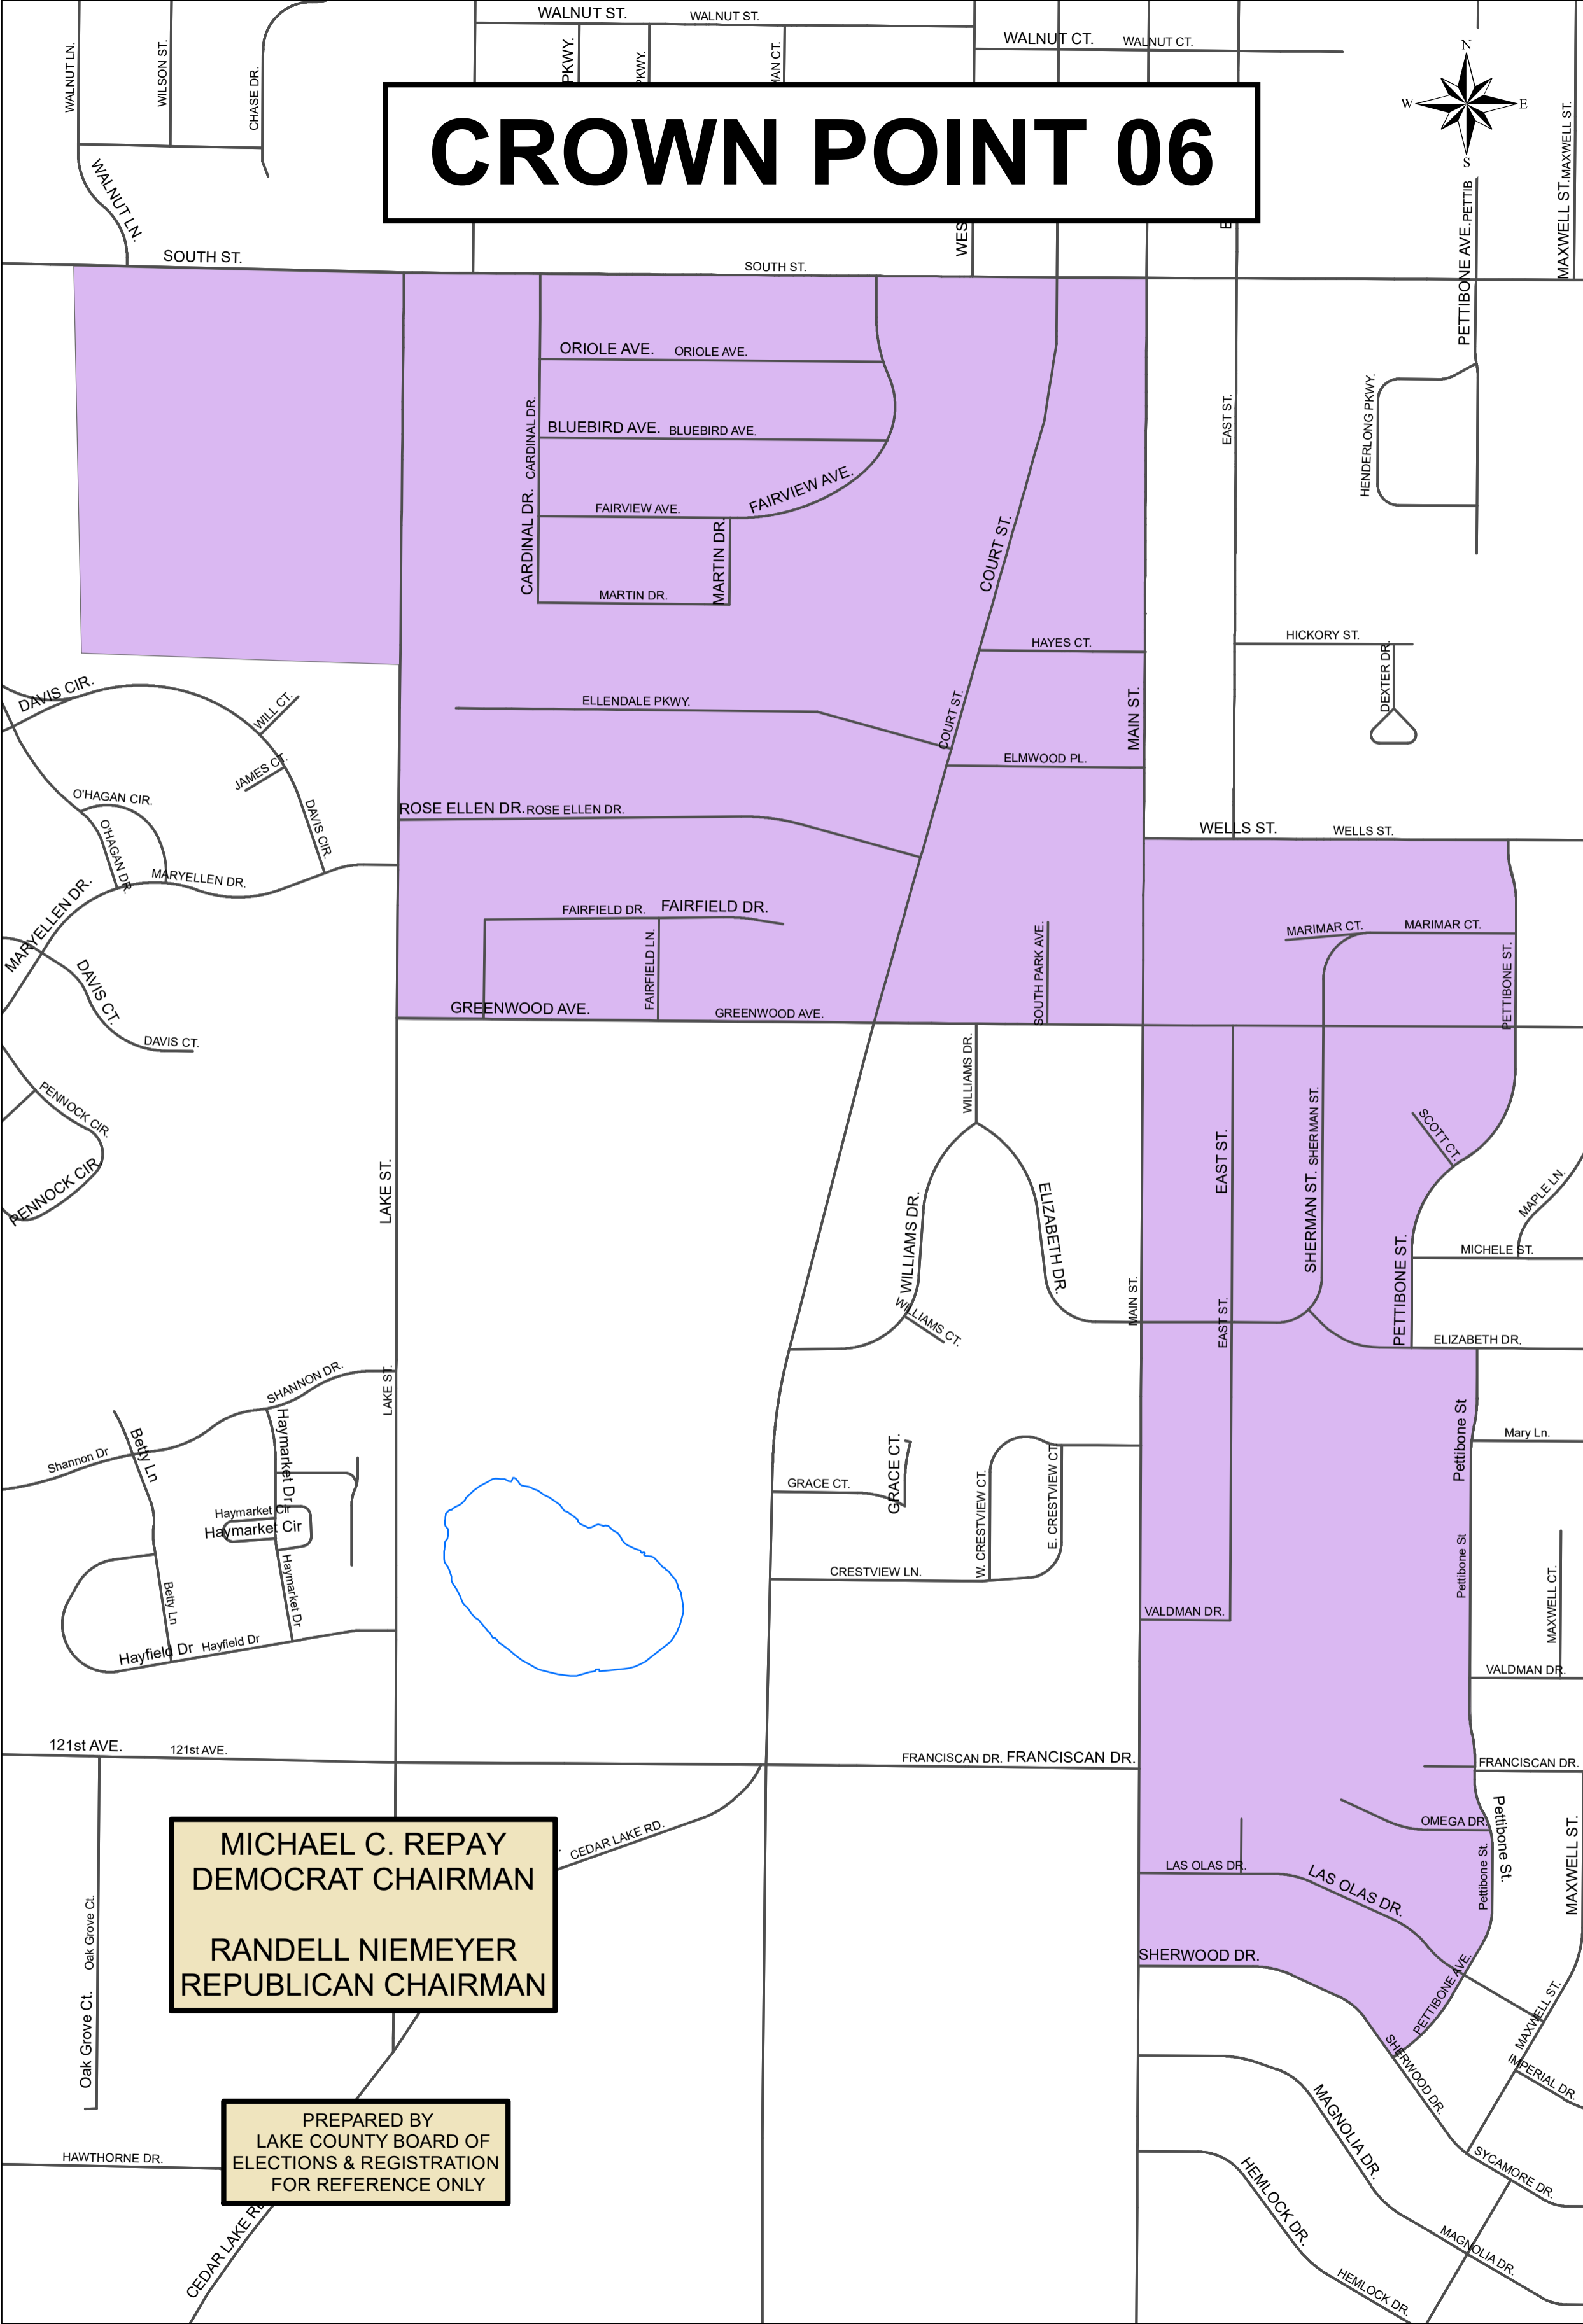 WALNUT ST.
WALNUT ST.
WALNUT CT.
WALNUT CT.
WALNUT LN.
WILSON ST.
CHASE DR.
PKWY.
PKWY.
MAN CT.
N
W
E
S
MAXWELL ST.
MAXWELL ST.
CROWN POINT 06
WALNUT LN.
PETTIBONE AVE.
PETTIB
WES
E
SOUTH ST.
SOUTH ST.
ORIOLE AVE.
ORIOLE AVE.
CARDINAL DR.
CARDINAL DR.
BLUEBIRD AVE.
BLUEBIRD AVE.
EAST ST.
HENDERLONG PKWY.
FAIRVIEW AVE.
FAIRVIEW AVE.
MARTIN DR.
MARTIN DR.
COURT ST.
COURT ST.
HAYES CT.
HICKORY ST.
DEXTER DR.
DAVIS CIR.
WILL CT.
JAMES CT.
DAVIS CIR.
ELLENDALE PKWY.
MAIN ST.
ELMWOOD PL.
O'HAGAN CIR.
O'HAGAN DR.
ROSE ELLEN DR.
ROSE ELLEN DR.
WELLS ST.
WELLS ST.
MARYELLEN DR.
MARYELLEN DR.
FAIRFIELD DR.
FAIRFIELD DR.
FAIRFIELD LN.
SOUTH PARK AVE.
MARIMAR CT.
MARIMAR CT.
PETTIBONE ST.
DAVIS CT.
DAVIS CT.
GREENWOOD AVE.
GREENWOOD AVE.
PENNOCK CIR.
PENNOCK CIR.
LAKE ST.
WILLIAMS DR.
WILLIAMS DR.
ELIZABETH DR.
WILLIAMS CT.
MAIN ST.
EAST ST.
EAST ST.
SHERMAN ST.
SHERMAN ST.
SCOTT CT.
MAPLE LN.
MICHELE ST.
PETTIBONE ST.
ELIZABETH DR.
SHANNON DR.
LAKE ST.
Shannon Dr
Betty Ln
Haymarket Dr
Haymarket Cir
Haymarket Cir
Haymarket Dr
Betty Ln
Hayfield Dr
Hayfield Dr
GRACE CT.
GRACE CT.
W. CRESTVIEW CT.
E. CRESTVIEW CT.
CRESTVIEW LN.
Pettibone St
Mary Ln.
Pettibone St
MAXWELL CT.
VALDMAN DR.
VALDMAN DR.
121st AVE.
121st AVE.
FRANCISCAN DR.
FRANCISCAN DR.
FRANCISCAN DR.
CEDAR LAKE RD.
OMEGA DR.
Pettibone St.
Pettibone St.
MAXWELL ST.
LAS OLAS DR.
LAS OLAS DR.
MICHAEL C. REPAY
DEMOCRAT CHAIRMAN
RANDELL NIEMEYER
REPUBLICAN CHAIRMAN
Oak Grove Ct.
Oak Grove Ct.
SHERWOOD DR.
PETTIBONE AVE.
SHERWOOD DR.
MAXWELL ST.
IMPERIAL DR.
PREPARED BY
LAKE COUNTY BOARD OF
ELECTIONS & REGISTRATION
FOR REFERENCE ONLY
HAWTHORNE DR.
CEDAR LAKE RD
MAGNOLIA DR.
SYCAMORE DR.
HEMLOCK DR.
MAGNOLIA DR.
HEMLOCK DR.